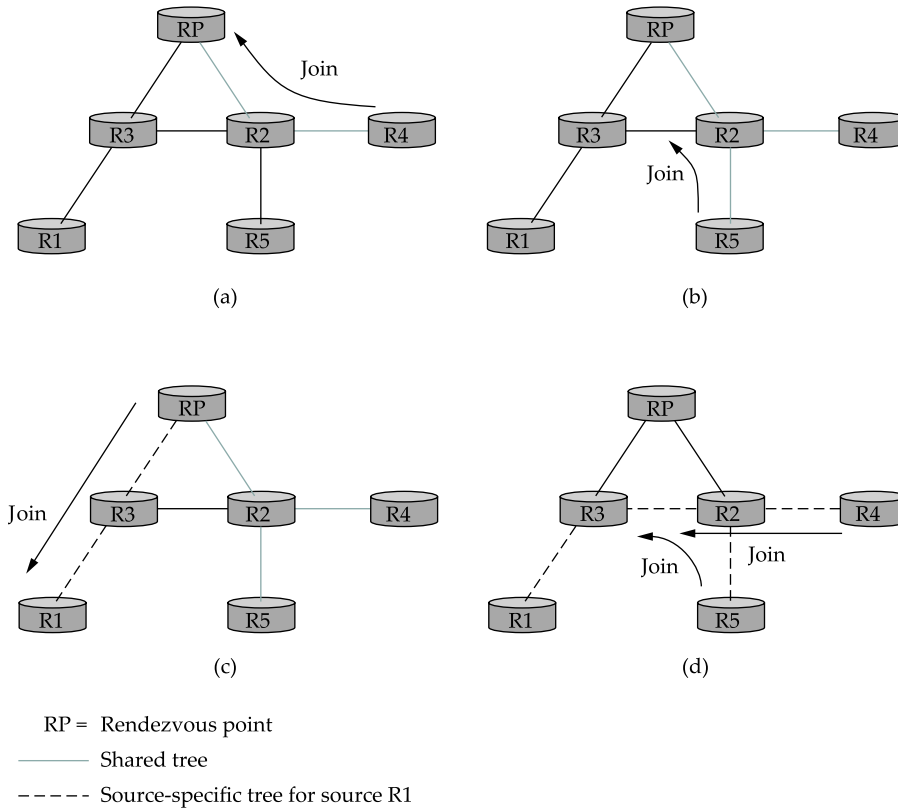 RP
Join
R3
R2
R4
R1
R5
(a)
RP
R3
R2
R4
Join
R1
R5
(b)
RP
Join
R3
R2
R4
R1
R5
(c)
RP
R3
R2
R4
Join
Join
R1
R5
(d)
RP = Rendezvous point
Shared tree
Source-specific tree for source R1